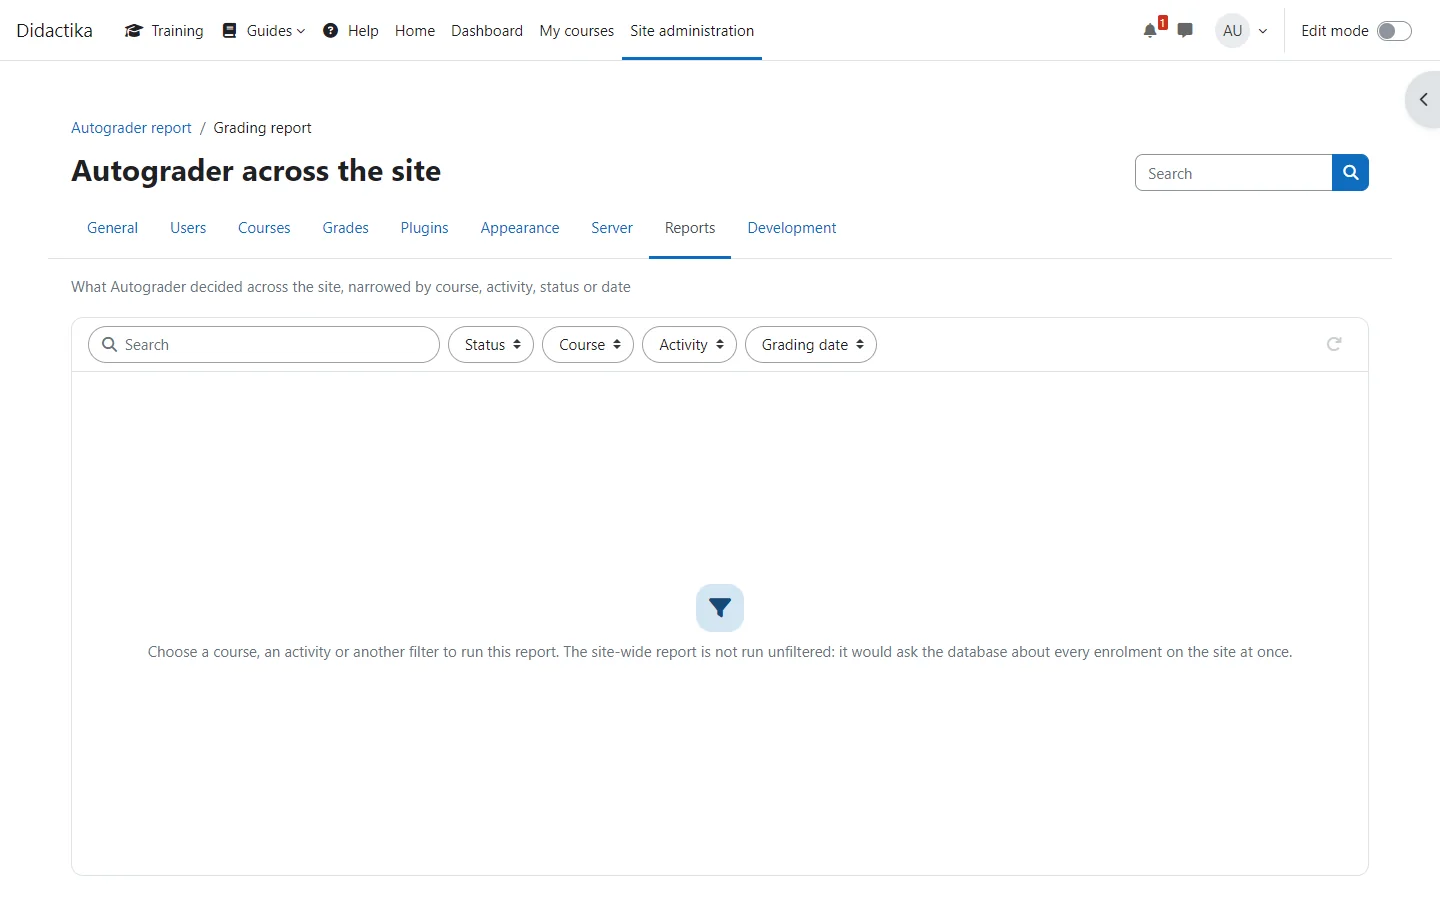 Didactika
Training
Guides
Help
Home
Dashboard
My courses
Site administration
1
AU
Edit mode
Autograder report / Grading report
Autograder across the site
Search
General
Users
Courses
Grades
Plugins
Appearance
Server
Reports
Development
What Autograder decided across the site, narrowed by course, activity, status or date
Search
Status
Course
Activity
Grading date
Choose a course, an activity or another filter to run this report. The site-wide report is not run unfiltered: it would ask the database about every enrolment on the site at once.